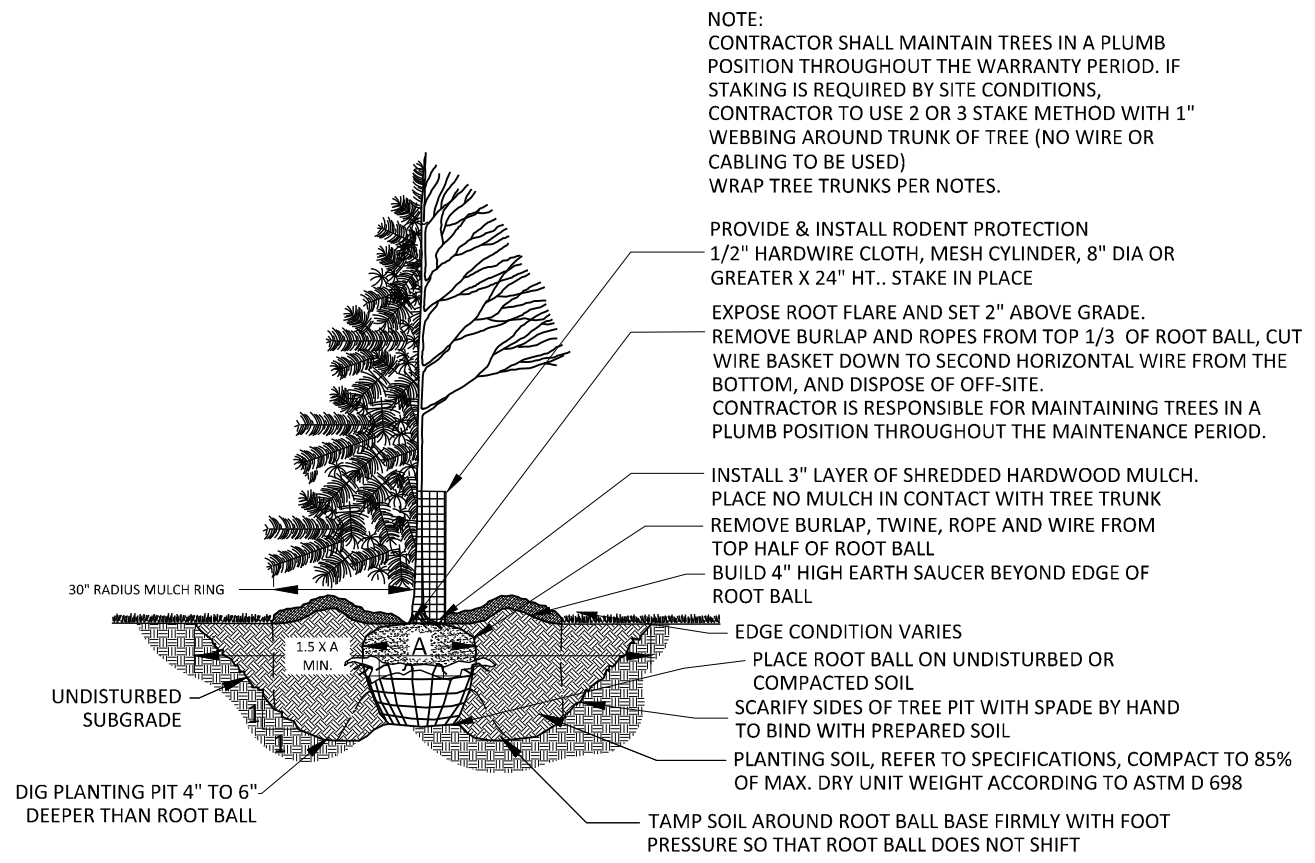 NOTE:
CONTRACTOR SHALL MAINTAIN TREES IN A PLUMB
POSITION THROUGHOUT THE WARRANTY PERIOD. IF
STAKING IS REQUIRED BY SITE CONDITIONS,
CONTRACTOR TO USE 2 OR 3 STAKE METHOD WITH 1"
WEBBING AROUND TRUNK OF TREE (NO WIRE OR
CABLING TO BE USED)
WRAP TREE TRUNKS PER NOTES.
PROVIDE & INSTALL RODENT PROTECTION
1/2" HARDWIRE CLOTH, MESH CYLINDER, 8" DIA OR
GREATER X 24" HT.. STAKE IN PLACE
EXPOSE ROOT FLARE AND SET 2" ABOVE GRADE.
REMOVE BURLAP AND ROPES FROM TOP 1/3 OF ROOT BALL, CUT
WIRE BASKET DOWN TO SECOND HORIZONTAL WIRE FROM THE
BOTTOM, AND DISPOSE OF OFF-SITE.
CONTRACTOR IS RESPONSIBLE FOR MAINTAINING TREES IN A
PLUMB POSITION THROUGHOUT THE MAINTENANCE PERIOD.
INSTALL 3" LAYER OF SHREDDED HARDWOOD MULCH.
PLACE NO MULCH IN CONTACT WITH TREE TRUNK
REMOVE BURLAP, TWINE, ROPE AND WIRE FROM
TOP HALF OF ROOT BALL
BUILD 4" HIGH EARTH SAUCER BEYOND EDGE OF
ROOT BALL
EDGE CONDITION VARIES
PLACE ROOT BALL ON UNDISTURBED OR
COMPACTED SOIL
SCARIFY SIDES OF TREE PIT WITH SPADE BY HAND
TO BIND WITH PREPARED SOIL
PLANTING SOIL, REFER TO SPECIFICATIONS, COMPACT TO 85%
OF MAX. DRY UNIT WEIGHT ACCORDING TO ASTM D 698
TAMP SOIL AROUND ROOT BALL BASE FIRMLY WITH FOOT
PRESSURE SO THAT ROOT BALL DOES NOT SHIFT
30" RADIUS MULCH RING
1.5 X A
MIN.
A
UNDISTURBED
SUBGRADE
1
1
DIG PLANTING PIT 4" TO 6"
DEEPER THAN ROOT BALL